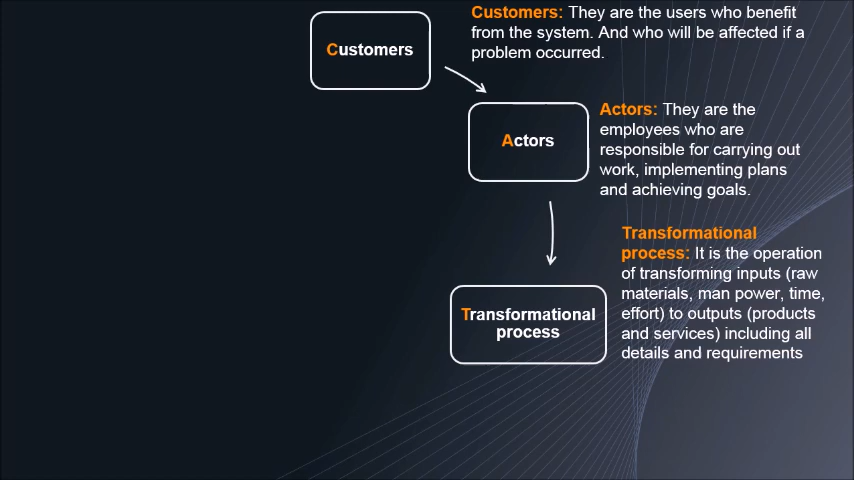 Customers
Customers: They are the users who benefit
from the system. And who will be affected if a
problem occurred.
Actors
Actors: They are the
employees who are
responsible for carrying out
work, implementing plans
and achieving goals.
Transformational
process
Transformational
process: It is the operation
of transforming inputs (raw
materials, man power, time,
effort) to outputs (products
and services) including all
details and requirements